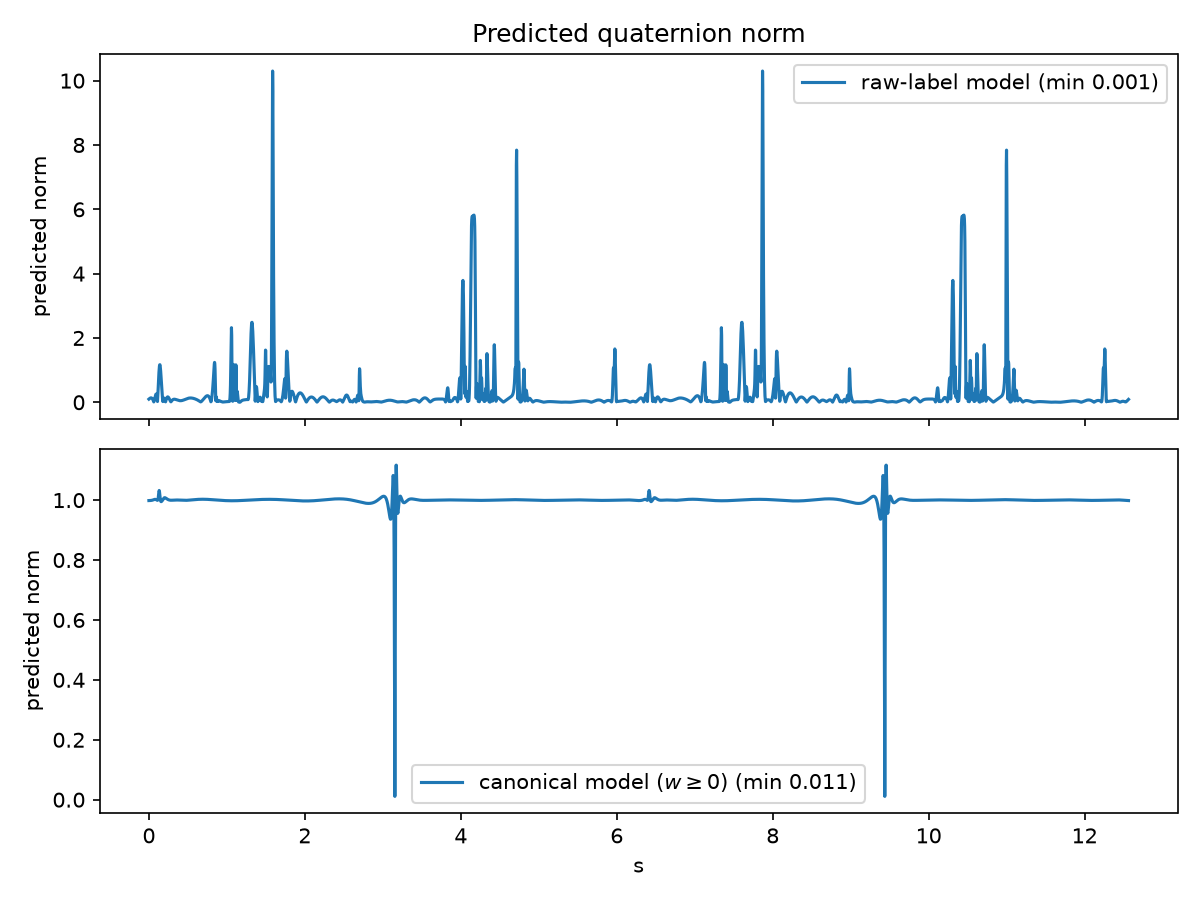 Predicted quaternion norm
raw-label model (min 0.001)
predicted norm
10
8
6
4
2
0
canonical model (w ≥ 0) (min 0.011)
predicted norm
1.0
0.8
0.6
0.4
0.2
0.0
0 2 4 6 8 10 12
s